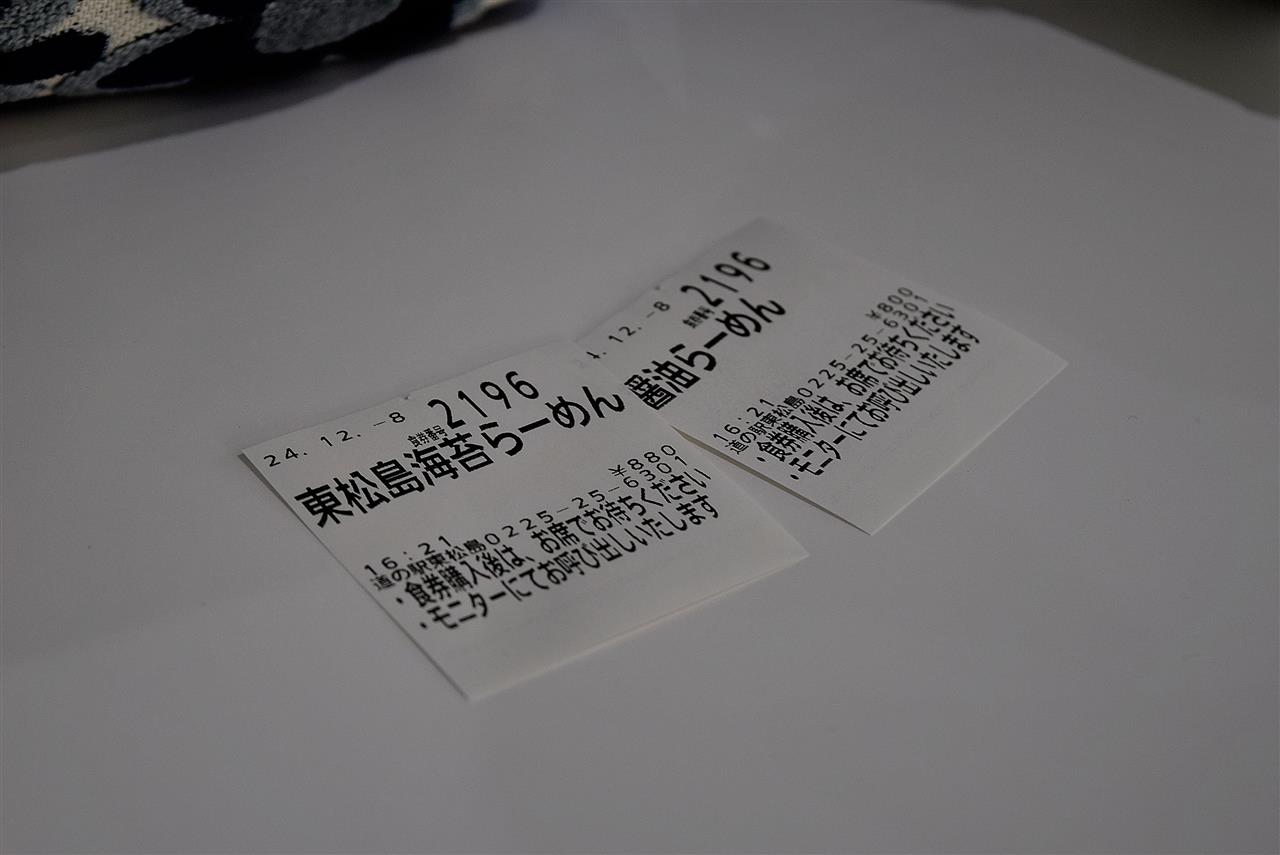 24.12.-8 食券番号 2196
東松島海苔らーめん
¥880
16:21
道の駅東松島0225-25-6301
・食券購入後は、お席でお待ちください
・モニターにてお呼び出しいたします
4.12.-8 食券番号 2196
醤油らーめん
¥800
16:21
道の駅東松島0225-25-6301
・食券購入後は、お席でお待ちください
・モニターにてお呼び出しいたします